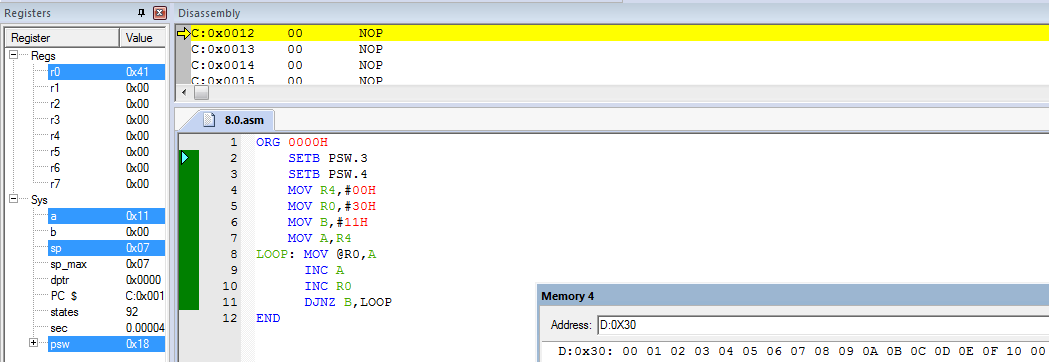 Registers
Register Value
Regs
r0 0x41
r1 0x00
r2 0x00
r3 0x00
r4 0x00
r5 0x00
r6 0x00
r7 0x00
Sys
a 0x11
b 0x00
sp 0x07
sp_max 0x07
dptr 0x0000
PC $ C:0x001
states 92
sec 0.00004
psw 0x18
Disassembly
C:0x0012 00 NOP
C:0x0013 00 NOP
C:0x0014 00 NOP
C:0x0015 00 NOP
8.0.asm
1 ORG 0000H
2 SETB PSW.3
3 SETB PSW.4
4 MOV R4,#00H
5 MOV R0,#30H
6 MOV B,#11H
7 MOV A,R4
8 LOOP: MOV @R0,A
9 INC A
10 INC R0
11 DJNZ B,LOOP
12 END
Memory 4
Address: D:0X30
D:0x30: 00 01 02 03 04 05 06 07 08 09 0A 0B 0C 0D 0E 0F 10 00